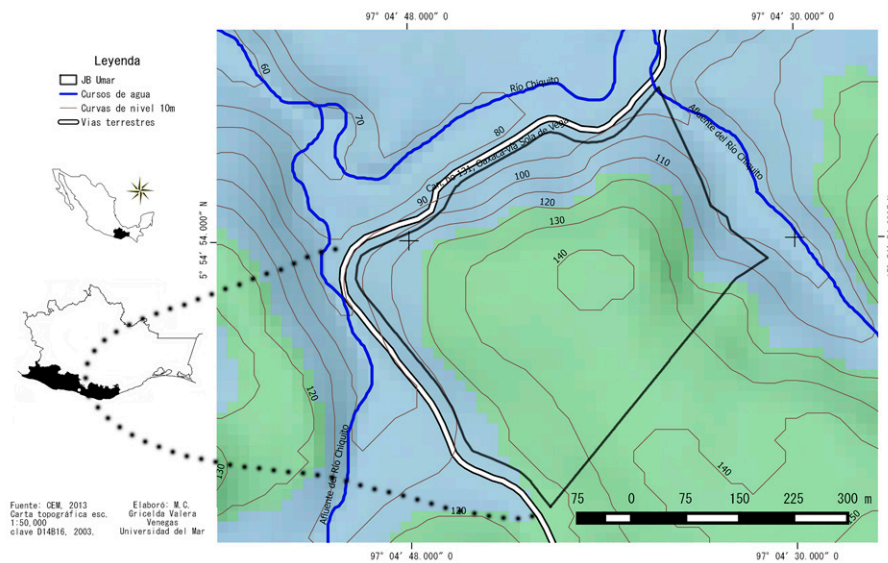 97° 04’ 48.000” O
97° 04’ 30.000” O
Leyenda
JB Umar
Cursos de agua
Curvas de nivel 10m
Vias terrestres
60
70
80
Río Chiquito
Carr. No 131, Oaxaca-vía Sola de Vega
90
100
110
120
130
140
Afluente del Río Chiquito
5° 54’ 54.000” N
120
130
Afluente del Río Chiquito
120
140
150
75 0 75 150 225 300 m
Fuente: CEM, 2013
Carta topográfica esc.
1:50,000
clave D14B16, 2003.
Elaboró: M.C.
Gricelda Valera
Venegas
Universidad del Mar
97° 04’ 48.000” O
97° 04’ 30.000” O